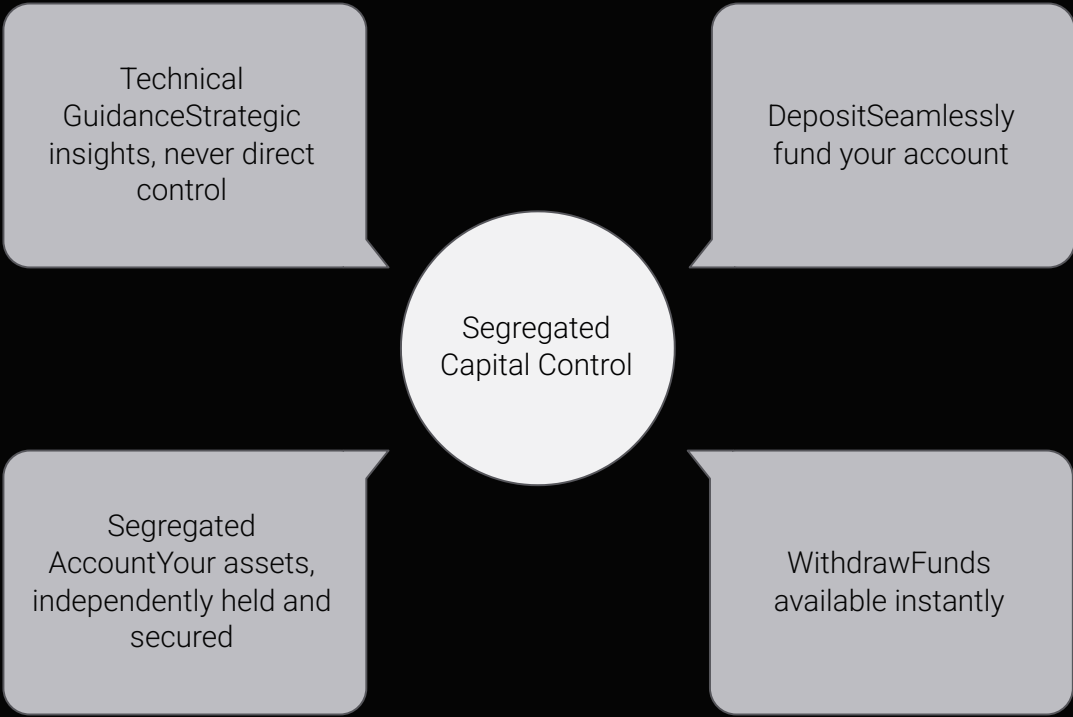 Technical
GuidanceStrategic
insights, never direct
control
DepositSeamlessly
fund your account
Segregated
Capital Control
Segregated
AccountYour assets,
independently held and
secured
WithdrawFunds
available instantly